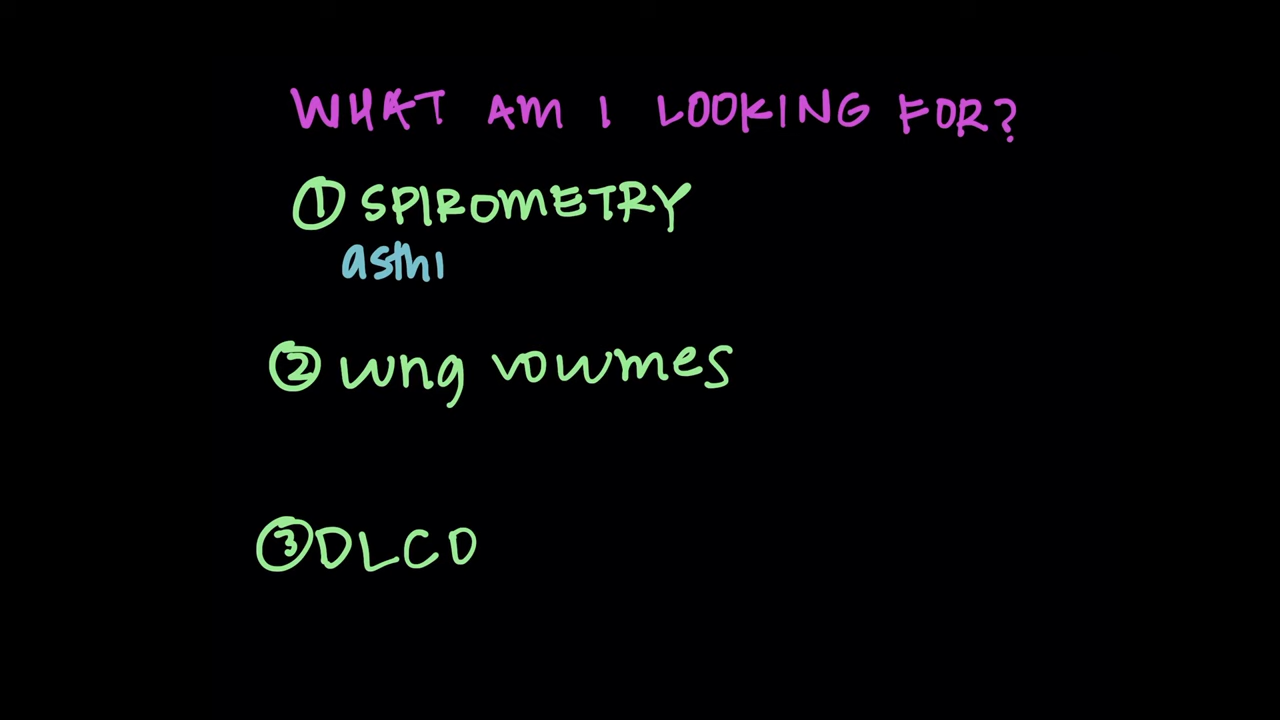 WHAT AM I LOOKING FOR?
① SPIROMETRY
asth
② lung volumes
③ DLCO